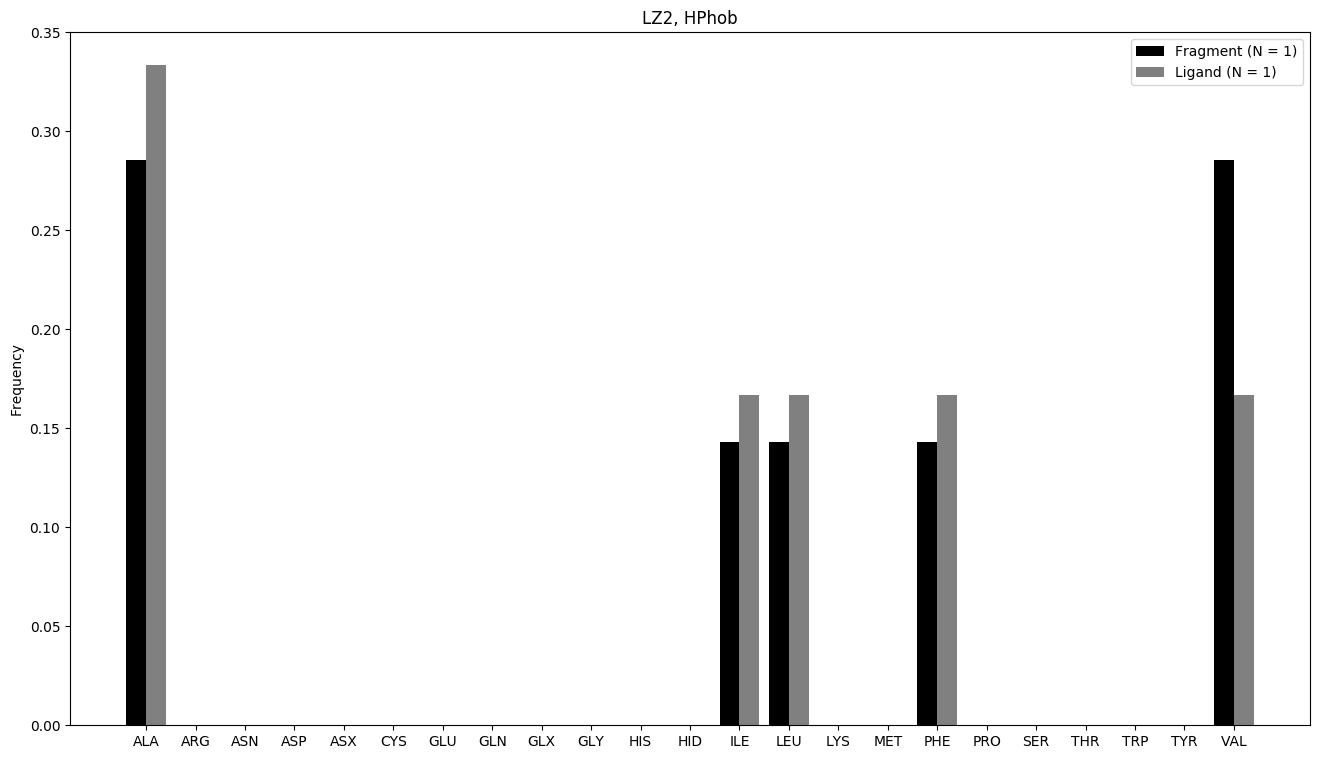 LZ2, HPhob
Fragment (N = 1)
Ligand (N = 1)
Frequency
0.35
0.30
0.25
0.20
0.15
0.10
0.05
0.00
ALA ARG ASN ASP ASX CYS GLU GLN GLX GLY HIS HID ILE LEU LYS MET PHE PRO SER THR TRP TYR VAL